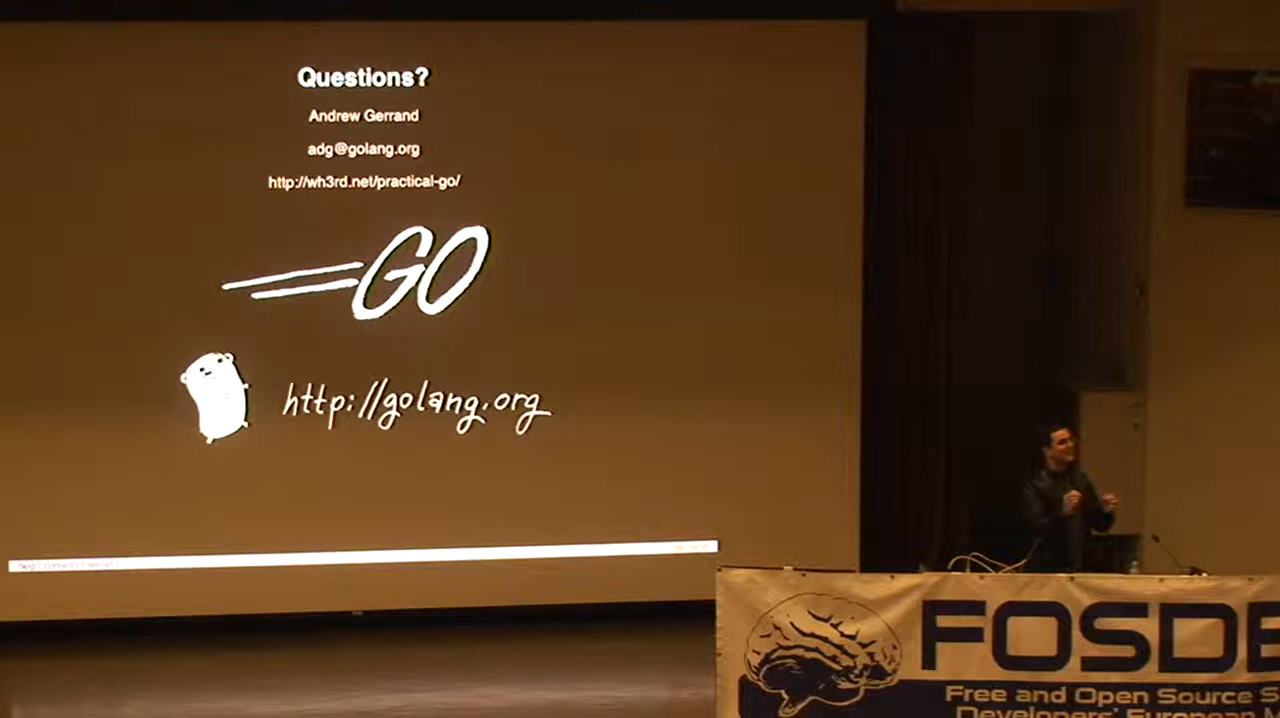 Questions?
Andrew Gerrand
adg@golang.org
http://wh3rd.net/practical-go/
GO
http://golang.org
FOSDE
Free and Open Source S
Developers' European M